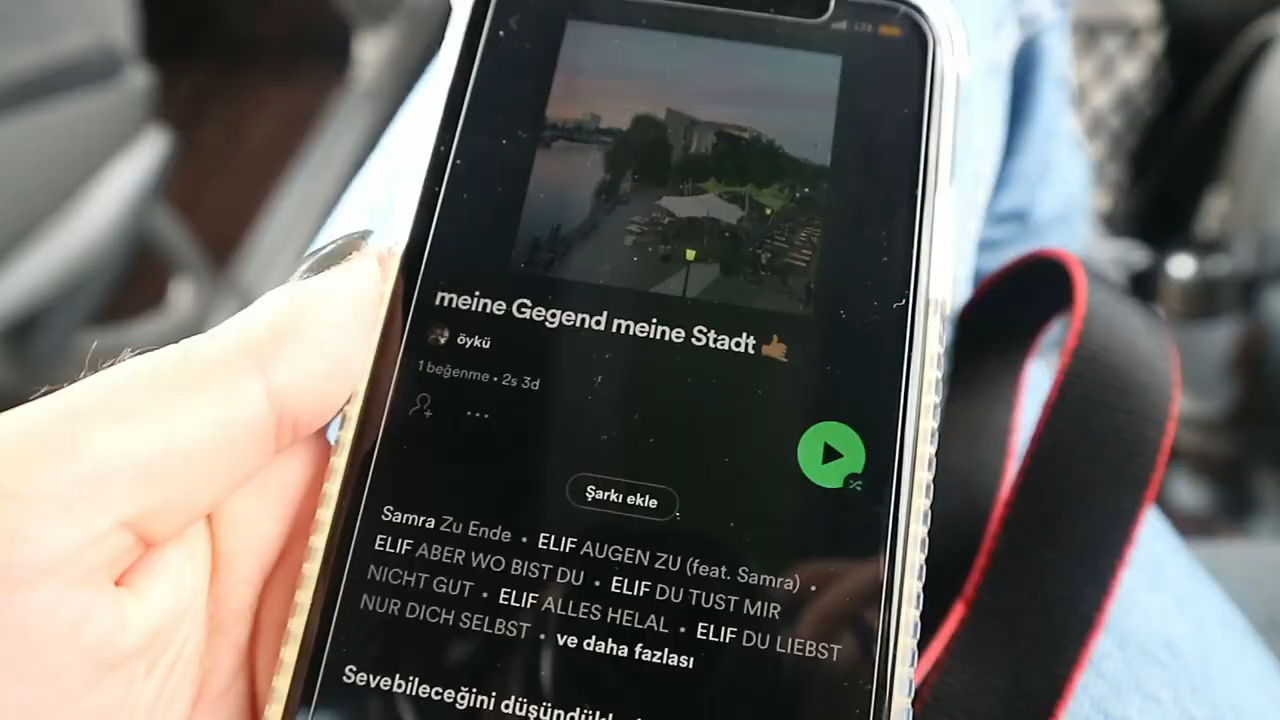 LTE
meine Gegend meine Stadt 🤙🏾
öykü
1 beğenme • 2s 3d
Şarkı ekle
Samra Zu Ende • ELIF AUGEN ZU (feat. Samra) •
ELIF ABER WO BIST DU • ELIF DU TUST MIR
NICHT GUT • ELIF ALLES HELAL • ELIF DU LIEBST
NUR DICH SELBST • ve daha fazlası
Sevebileceğini